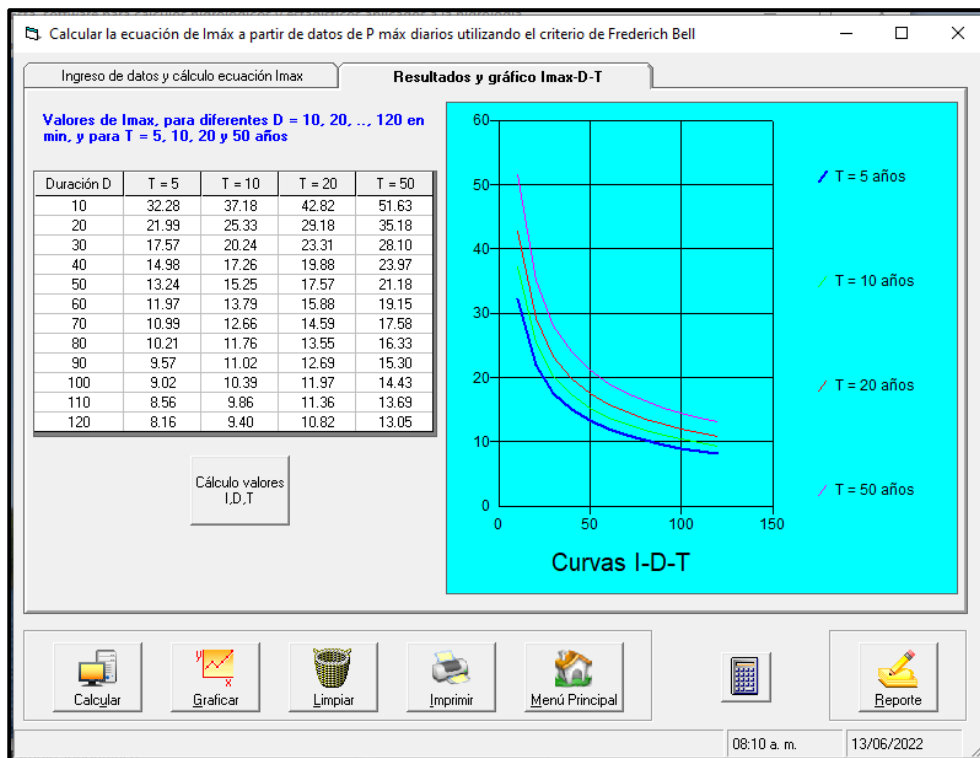 Calcular la ecuación de Imáx a partir de datos de P máx diarios utilizando el criterio de Frederich Bell
Ingreso de datos y cálculo ecuación Imax
Resultados y gráfico Imax-D-T
Valores de Imax, para diferentes D = 10, 20, .., 120 en
min, y para T = 5, 10, 20 y 50 años
Duración D T = 5 T = 10 T = 20 T = 50
10 32.28 37.18 42.82 51.63
20 21.99 25.33 29.18 35.18
30 17.57 20.24 23.31 28.10
40 14.98 17.26 19.88 23.97
50 13.24 15.25 17.57 21.18
60 11.97 13.79 15.88 19.15
70 10.99 12.66 14.59 17.58
80 10.21 11.76 13.55 16.33
90 9.57 11.02 12.69 15.30
100 9.02 10.39 11.97 14.43
110 8.56 9.86 11.36 13.69
120 8.16 9.40 10.82 13.05
Cálculo valores
I,D,T
60
50
40
30
20
10
0
0 50 100 150
Curvas I-D-T
T = 5 años
T = 10 años
T = 20 años
T = 50 años
Calcular
y
x
Graficar
Limpiar
Imprimir
Menú Principal
Reporte
08:10 a. m. 13/06/2022